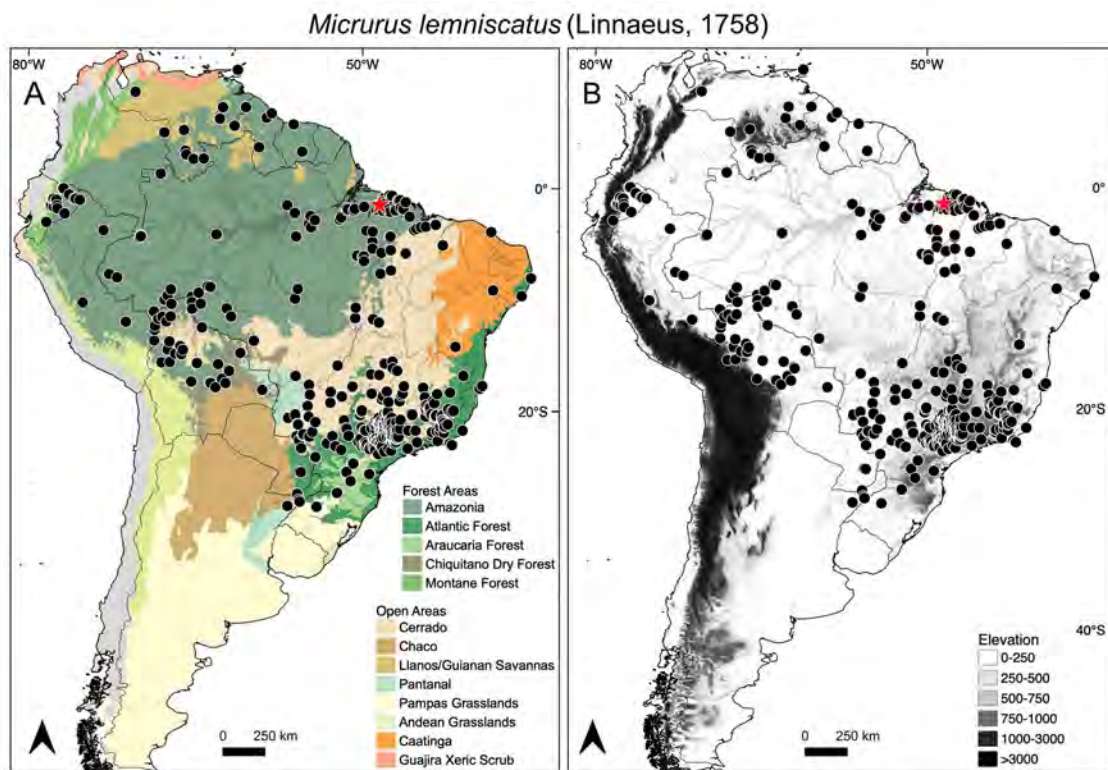 Micrurus lemniscatus (Linnaeus, 1758)
80°W
50°W
A
0°
20°S
Forest Areas
Amazonia
Atlantic Forest
Araucaria Forest
Chiquitano Dry Forest
Montane Forest
Open Areas
Cerrado
Chaco
Llanos/Guianan Savannas
Pantanal
Pampas Grasslands
Andean Grasslands
Caatinga
Guajira Xeric Scrub
0 250 km
80°W
50°W
B
0°
20°S
40°S
Elevation
0-250
250-500
500-750
750-1000
1000-3000
>3000
0 250 km